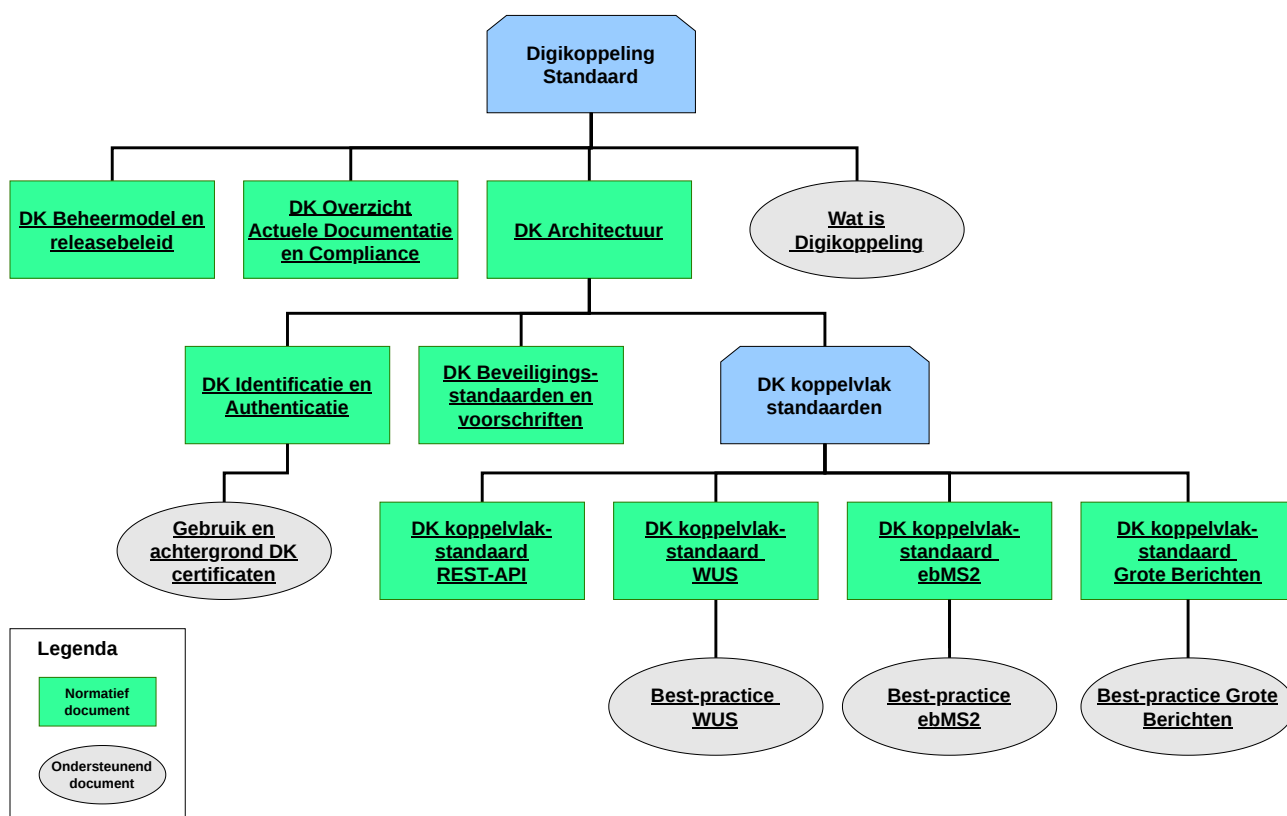 Digikoppeling
Standaard
DK Beheermodel en
releasebeleid
DK Overzicht
Actuele Documentatie
en Compliance
DK Architectuur
Wat is
Digikoppeling
DK Identificatie en
Authenticatie
DK Beveiligings-
standaarden en
voorschriften
DK koppelvlak
standaarden
Gebruik en
achtergrond DK
certificaten
DK koppelvlak-
standaard
REST-API
DK koppelvlak-
standaard
WUS
DK koppelvlak-
standaard
ebMS2
DK koppelvlak-
standaard
Grote Berichten
Best-practice
WUS
Best-practice
ebMS2
Best-practice Grote
Berichten
Legenda
Normatief
document
Ondersteunend
document